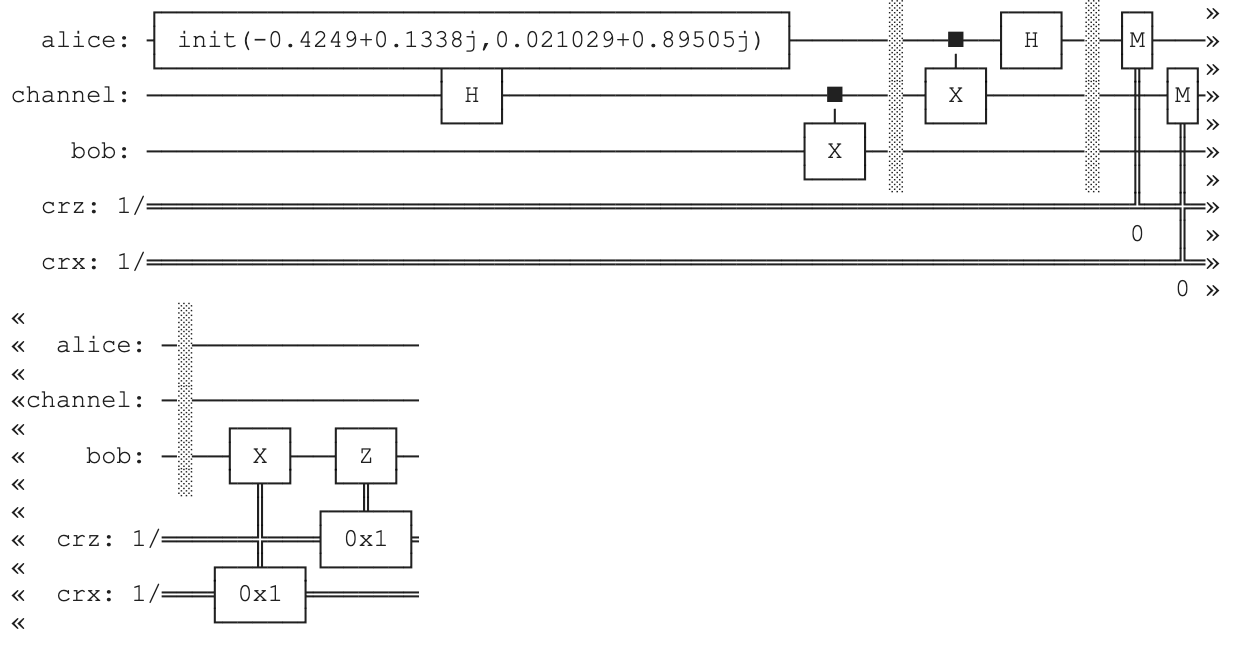 »
alice: init(-0.4249+0.1338j,0.021029+0.89505j) ■ H M »
»
channel: H ■ X M »
»
bob: X »
»
crz: 1/ »
0 »
crx: 1/ »
0 »
«
« alice:
«
«channel:
«
« bob: X Z
«
«
« crz: 1/ 0x1
«
« crx: 1/ 0x1
«